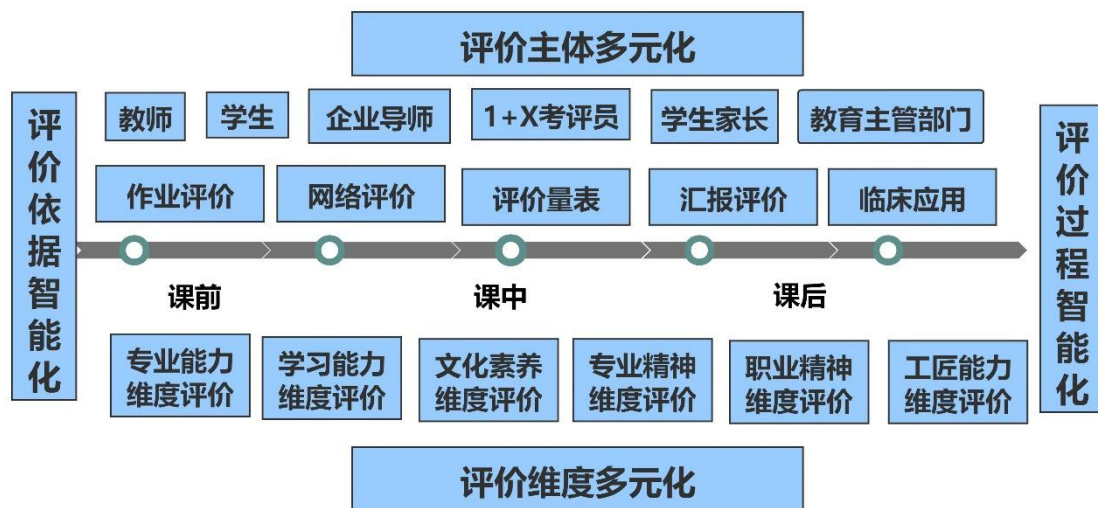 评价主体多元化
教师 学生 企业导师 1+X考评员 学生家长 教育主管部门
评价依据智能化
评价过程智能化
作业评价 网络评价 评价量表 汇报评价 临床应用
课前 课中 课后
专业能力 学习能力 文化素养 专业精神 职业精神 工匠能力
维度评价 维度评价 维度评价 维度评价 维度评价 维度评价
评价维度多元化